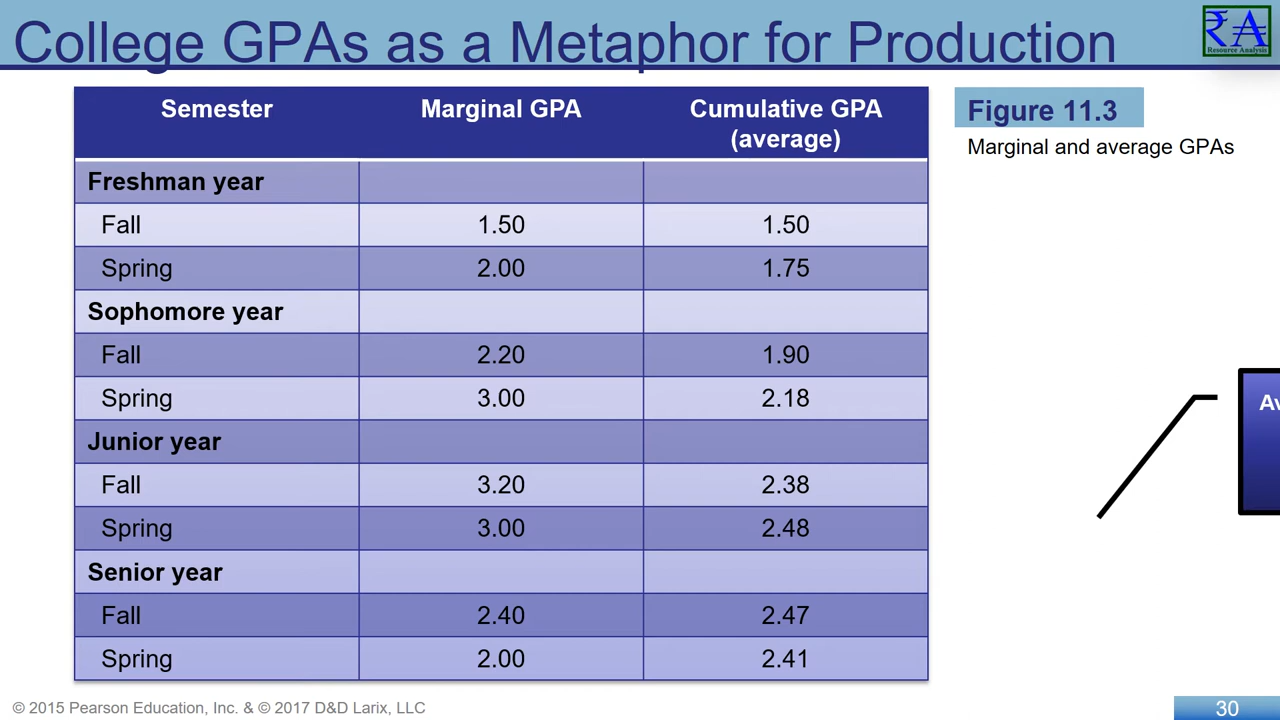 College GPAs as a Metaphor for Production
₹A
Resource Analysis
Semester Marginal GPA Cumulative GPA (average)
Freshman year
Fall 1.50 1.50
Spring 2.00 1.75
Sophomore year
Fall 2.20 1.90
Spring 3.00 2.18
Junior year
Fall 3.20 2.38
Spring 3.00 2.48
Senior year
Fall 2.40 2.47
Spring 2.00 2.41
Figure 11.3
Marginal and average GPAs
© 2015 Pearson Education, Inc. & © 2017 D&D Larix, LLC
30